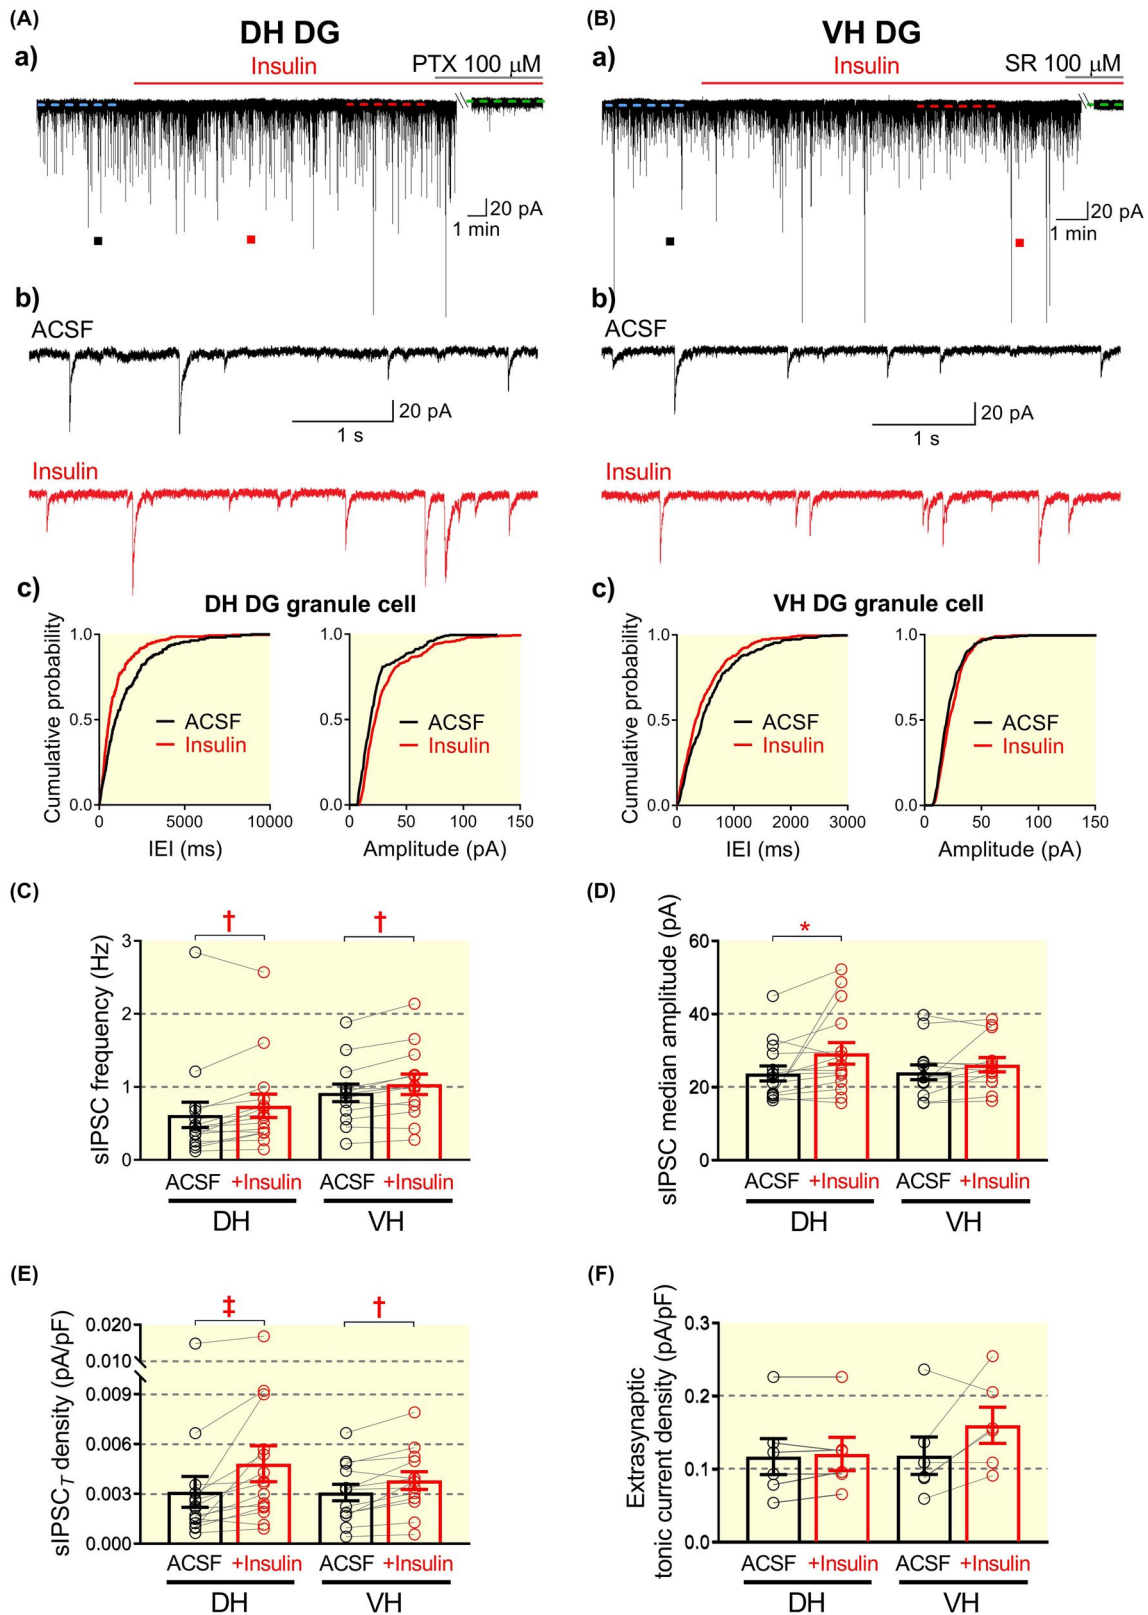 (A)
DH DG
a)
Insulin
PTX 100 µM
20 pA
1 min
b)
ACSF
20 pA
1 s
Insulin
c)
DH DG granule cell
Cumulative probability
1.0
0.5
0.0
ACSF
Insulin
0 5000 10000
IEI (ms)
1.0
0.5
0.0
ACSF
Insulin
0 50 100 150
Amplitude (pA)
(B)
VH DG
a)
Insulin
SR 100 µM
20 pA
1 min
b)
ACSF
20 pA
1 s
Insulin
c)
VH DG granule cell
Cumulative probability
1.0
0.5
0.0
ACSF
Insulin
0 1000 2000 3000
IEI (ms)
1.0
0.5
0.0
ACSF
Insulin
0 50 100 150
Amplitude (pA)
(C)
sIPSC frequency (Hz)
3
2
1
0
† †
ACSF +Insulin ACSF +Insulin
DH VH
(D)
sIPSC median amplitude (pA)
60
40
20
0
*
ACSF +Insulin ACSF +Insulin
DH VH
(E)
sIPSC_T density (pA/pF)
0.020
0.010
0.009
0.006
0.003
0.000
‡ †
ACSF +Insulin ACSF +Insulin
DH VH
(F)
Extrasynaptic
tonic current density (pA/pF)
0.3
0.2
0.1
0.0
ACSF +Insulin ACSF +Insulin
DH VH